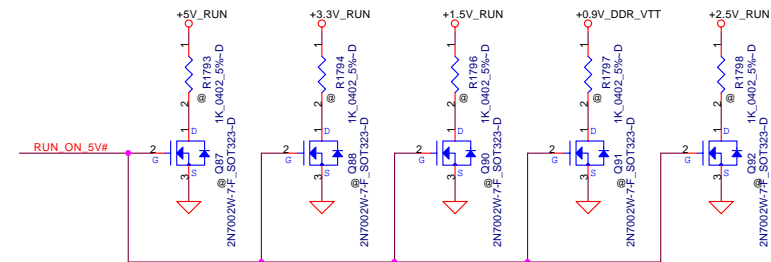 +5V_RUN
+3.3V_RUN
+1.5V_RUN
+0.9V_DDR_VTT
+2.5V_RUN
1
1
1
1
1
@ R1793
1K_0402_5%~D
@ R1794
1K_0402_5%~D
@ R1796
1K_0402_5%~D
@ R1797
1K_0402_5%~D
@ R1798
1K_0402_5%~D
2
2
2
2
2
RUN_ON_5V#
2 G
1 D
S 3
@ Q87
2N7002W-7-F_SOT323~D
2 G
1 D
S 3
@ Q88
2N7002W-7-F_SOT323~D
2 G
1 D
S 3
@ Q90
2N7002W-7-F_SOT323~D
2 G
1 D
S 3
@ Q91
2N7002W-7-F_SOT323~D
2 G
1 D
S 3
@ Q92
2N7002W-7-F_SOT323~D